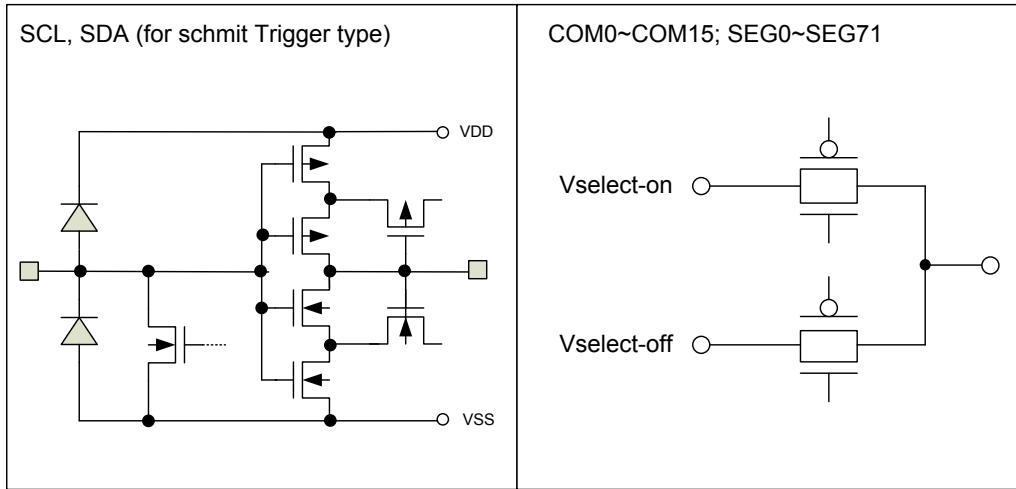 SCL, SDA (for schmit Trigger type)
VDD
VSS
COM0~COM15; SEG0~SEG71
Vselect-on
Vselect-off